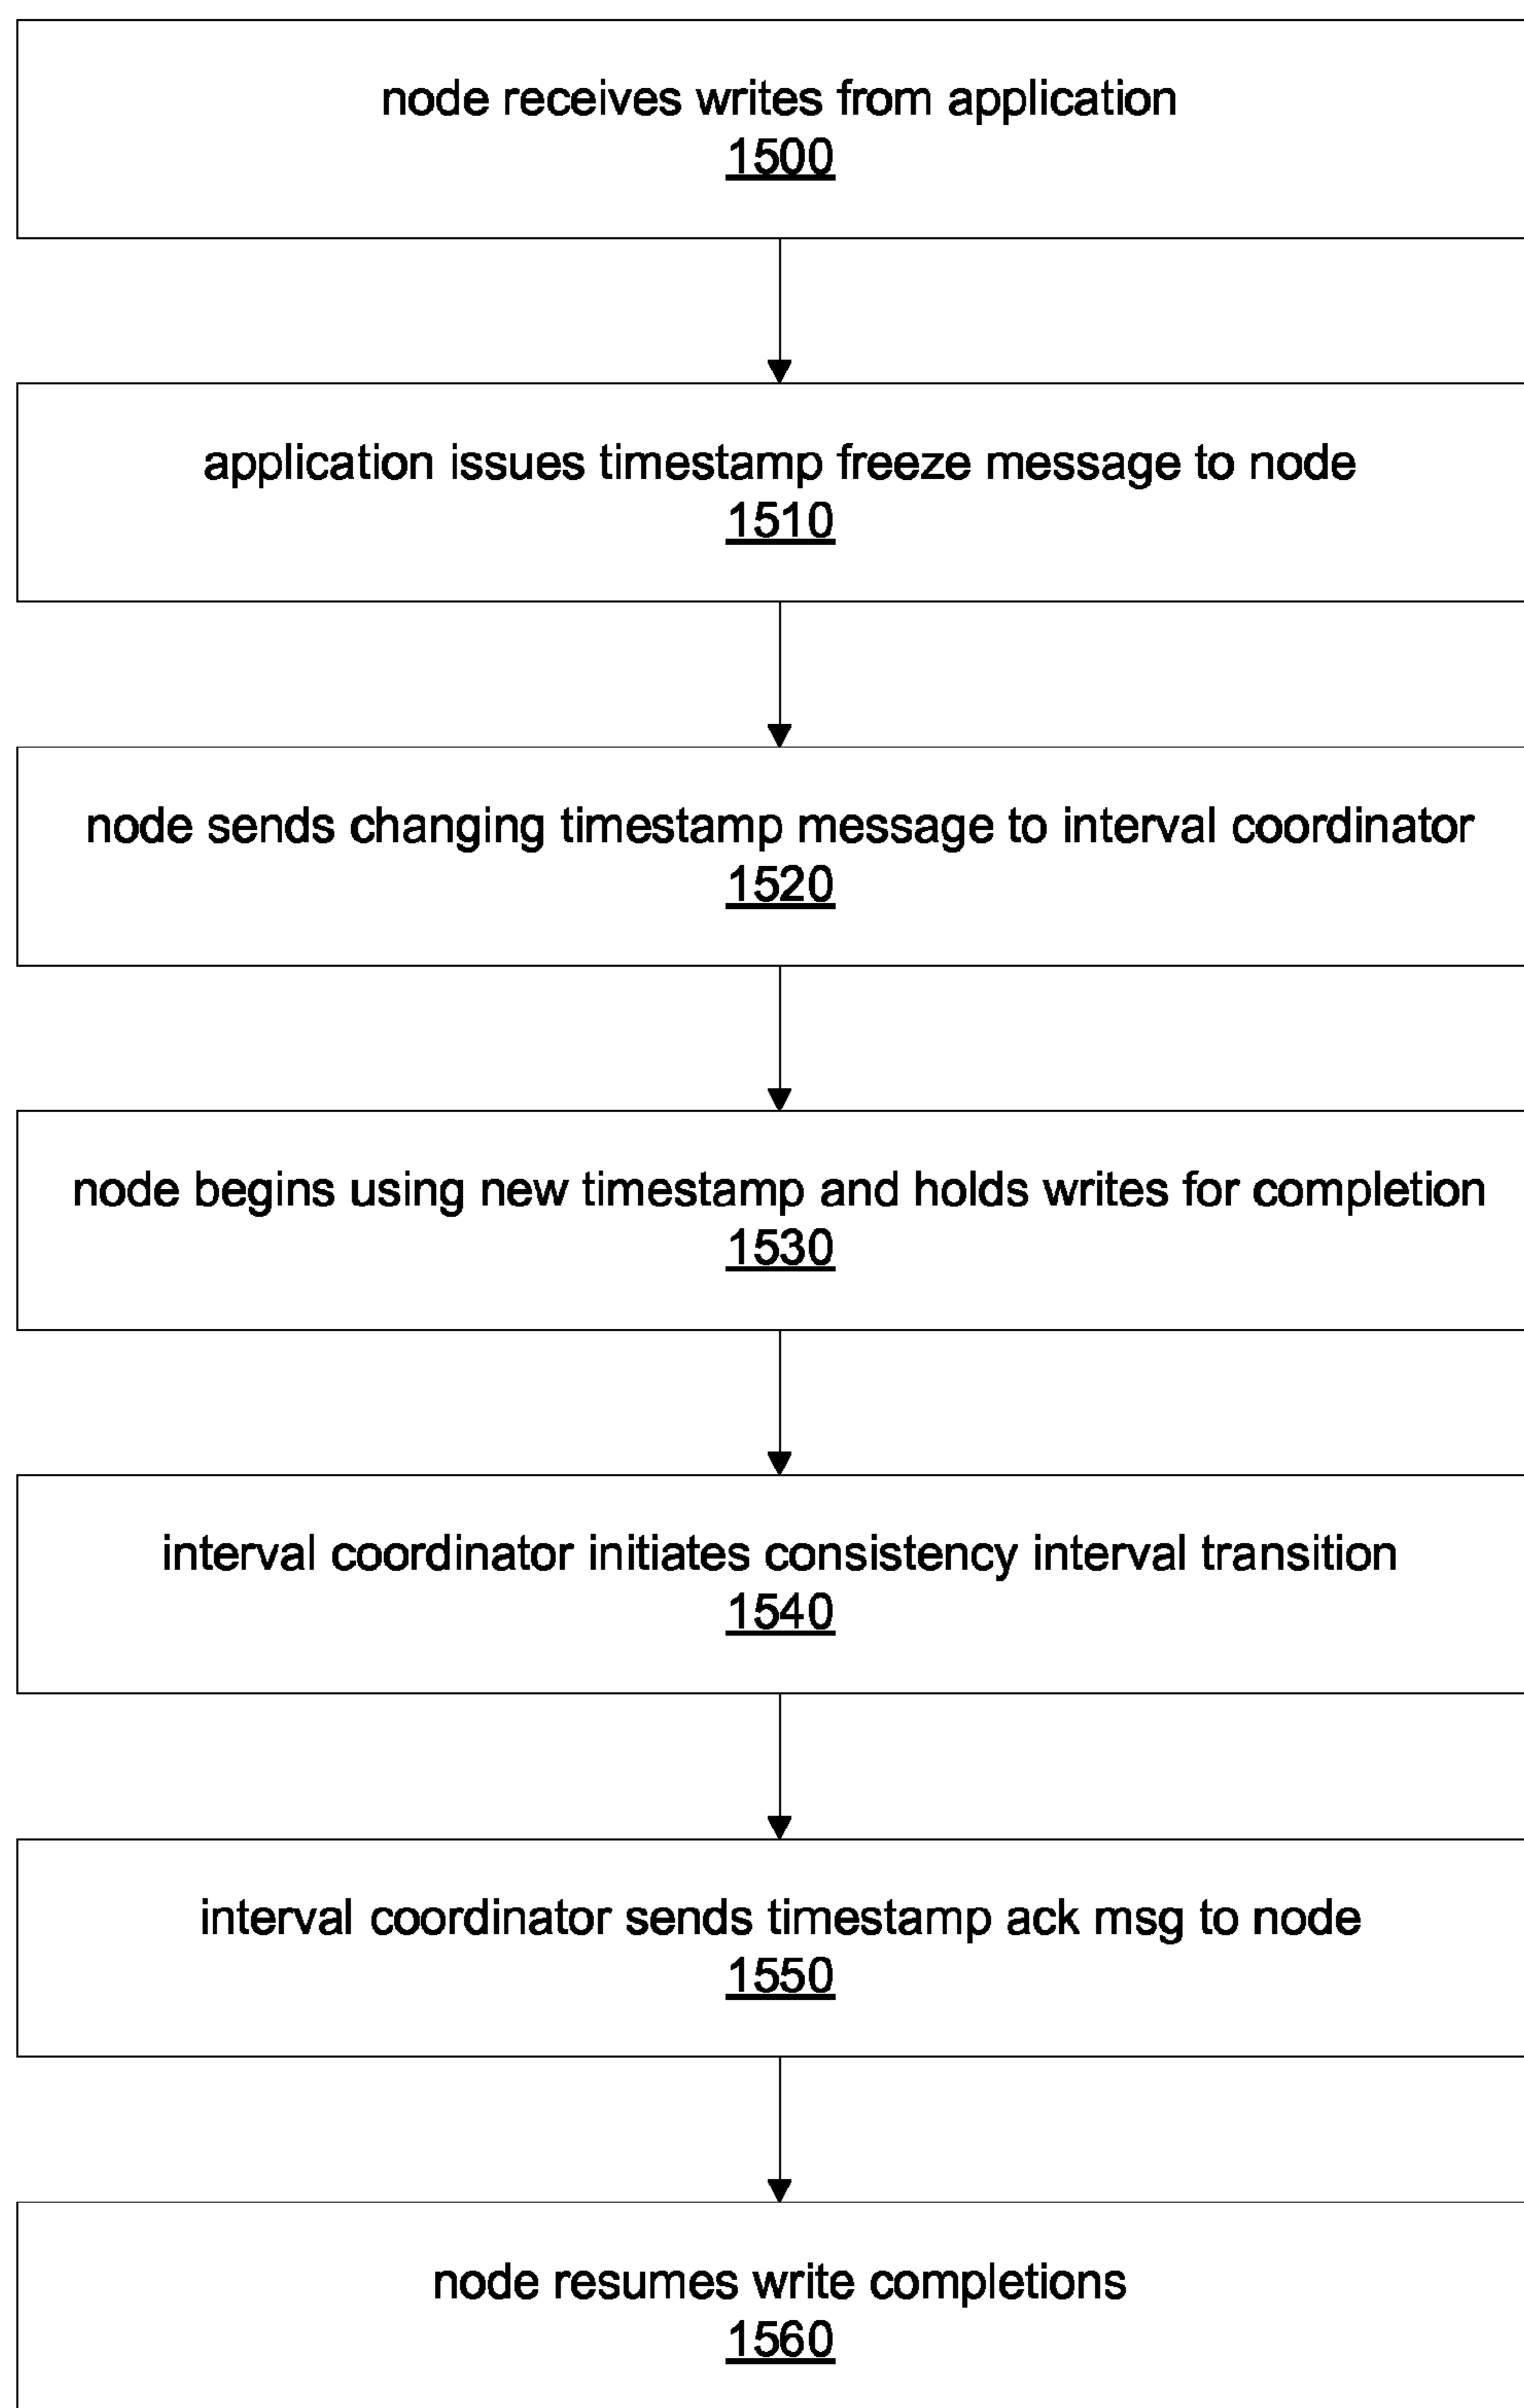 node receives writes from application
1500
application issues timestamp freeze message to node
1510
node sends changing timestamp message to interval coordinator
1520
node begins using new timestamp and holds writes for completion
1530
interval coordinator initiates consistency interval transition
1540
interval coordinator sends timestamp ack msg to node
1550
node resumes write completions
1560